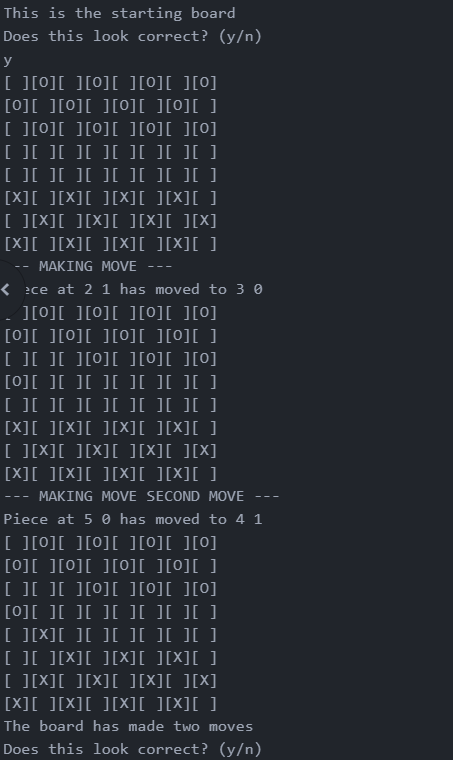 This is the starting board
Does this look correct? (y/n)
y
[ ][O][ ][O][ ][O][ ][O]
[O][ ][O][ ][O][ ][O][ ]
[ ][O][ ][O][ ][O][ ][O]
[ ][ ][ ][ ][ ][ ][ ][ ]
[ ][ ][ ][ ][ ][ ][ ][ ]
[X][ ][X][ ][X][ ][X][ ]
[ ][X][ ][X][ ][X][ ][X]
[X][ ][X][ ][X][ ][X][ ]
-- MAKING MOVE ---
ece at 2 1 has moved to 3 0
][O][ ][O][ ][O][ ][O]
[O][ ][O][ ][O][ ][O][ ]
[ ][ ][ ][O][ ][O][ ][O]
[O][ ][ ][ ][ ][ ][ ][ ]
[ ][ ][ ][ ][ ][ ][ ][ ]
[X][ ][X][ ][X][ ][X][ ]
[ ][X][ ][X][ ][X][ ][X]
[X][ ][X][ ][X][ ][X][ ]
--- MAKING MOVE SECOND MOVE ---
Piece at 5 0 has moved to 4 1
[ ][O][ ][O][ ][O][ ][O]
[O][ ][O][ ][O][ ][O][ ]
[ ][ ][ ][O][ ][O][ ][O]
[O][ ][ ][ ][ ][ ][ ][ ]
[ ][X][ ][ ][ ][ ][ ][ ]
[ ][ ][X][ ][X][ ][X][ ]
[ ][X][ ][X][ ][X][ ][X]
[X][ ][X][ ][X][ ][X][ ]
The board has made two moves
Does this look correct? (y/n)